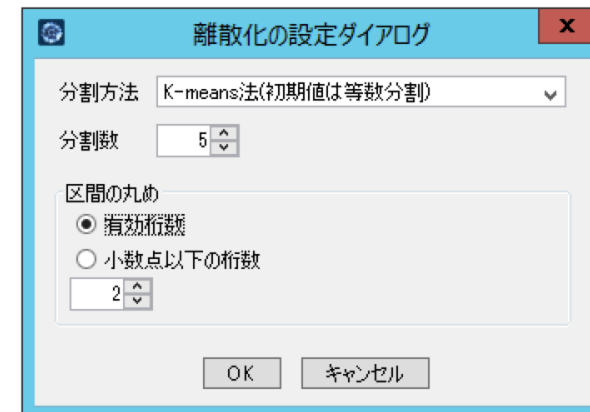 離散化の設定ダイアログ
x
分割方法 K-means法(初期値は等数分割)
分割数 5
区間の丸め
有効桁数
小数点以下の桁数
2
OK キャンセル